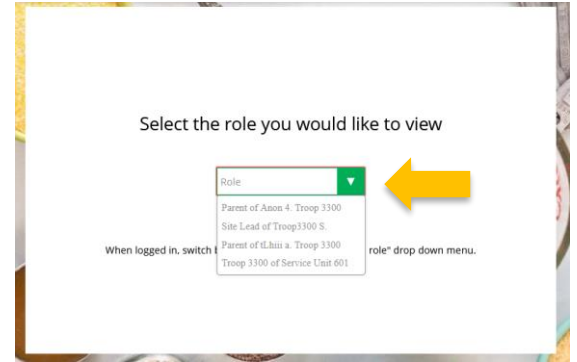 Select the role you would like to view
Role
Parent of Anon 4. Troop 3300
Site Lead of Troop3300 S.
Parent of tLhiii a. Troop 3300
When logged in, switch role" drop down menu.
Troop 3300 of Service Unit 601